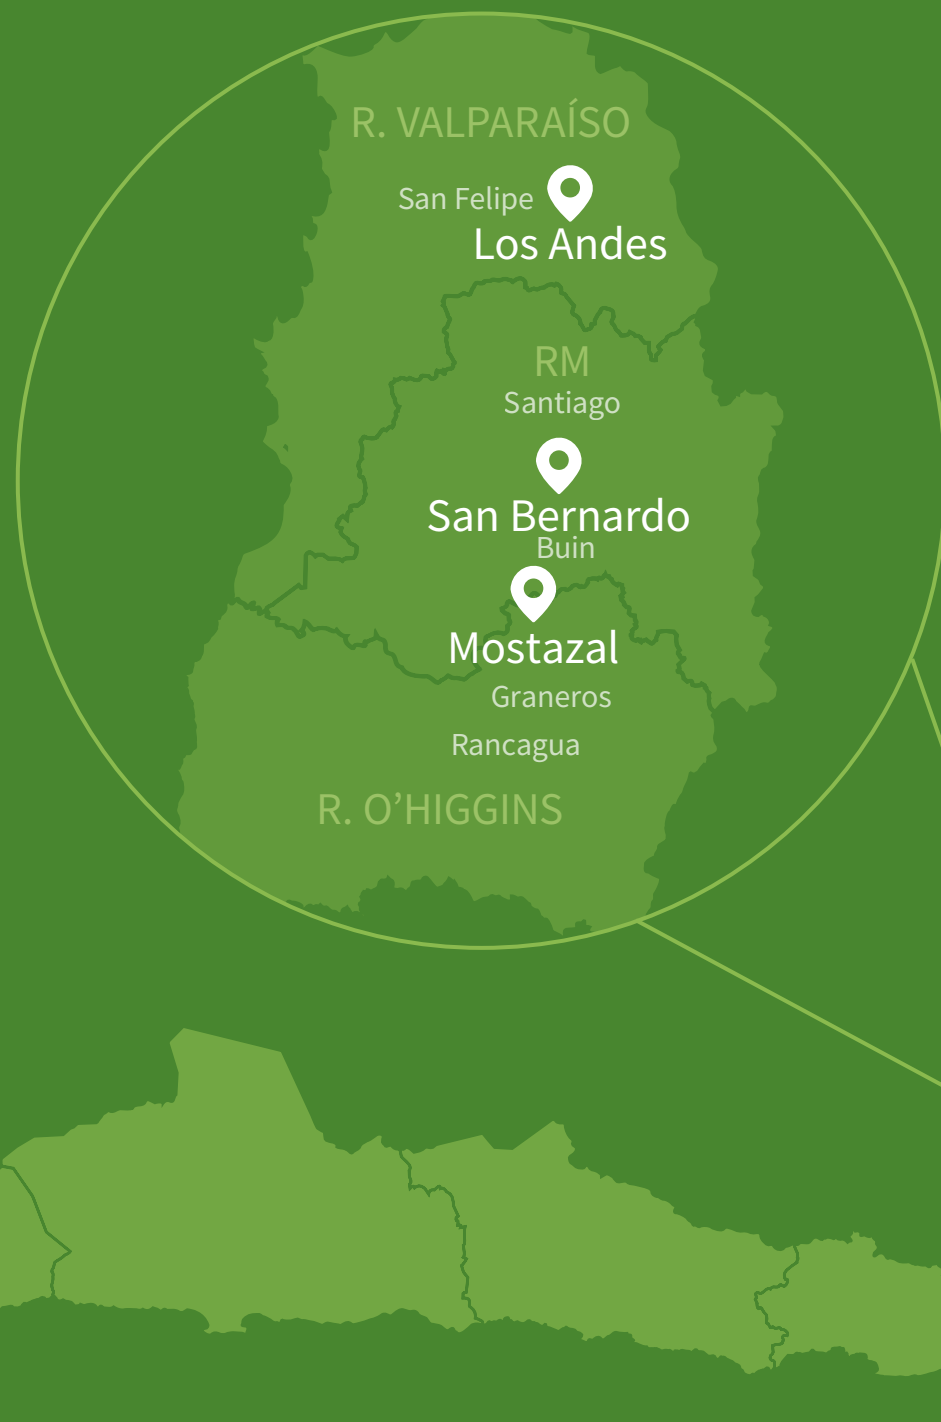 R. VALPARAÍSO
San Felipe
Los Andes
RM
Santiago
San Bernardo
Buin
Mostazal
Graneros
Rancagua
R. O’HIGGINS